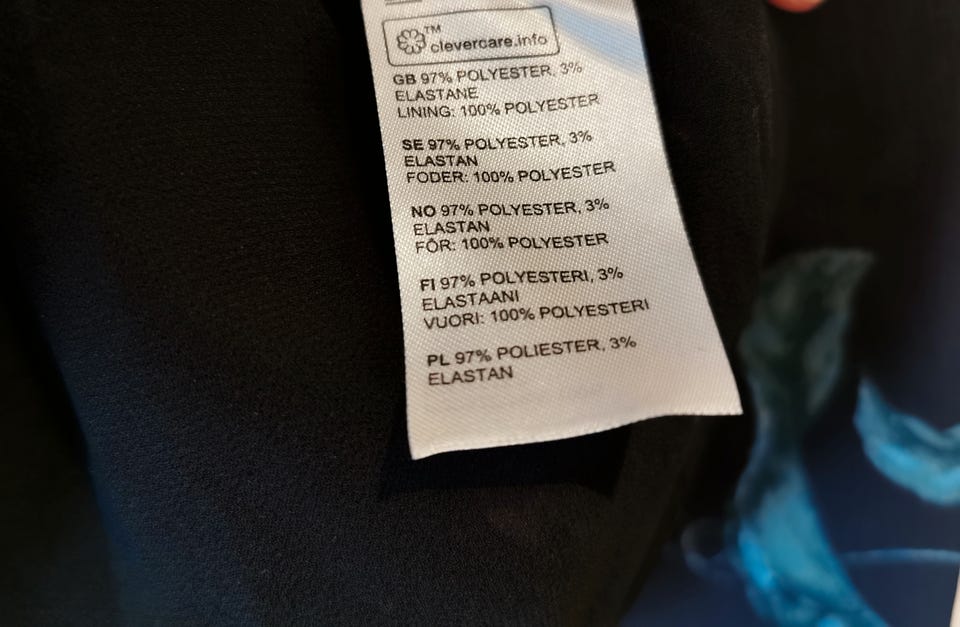 TM
clevercare.info
GB 97% POLYESTER, 3%
ELASTANE
LINING: 100% POLYESTER
SE 97% POLYESTER, 3%
ELASTAN
FODER: 100% POLYESTER
NO 97% POLYESTER, 3%
ELASTAN
FÔR: 100% POLYESTER
FI 97% POLYESTERI, 3%
ELASTAANI
VUORI: 100% POLYESTERI
PL 97% POLIESTER, 3%
ELASTAN